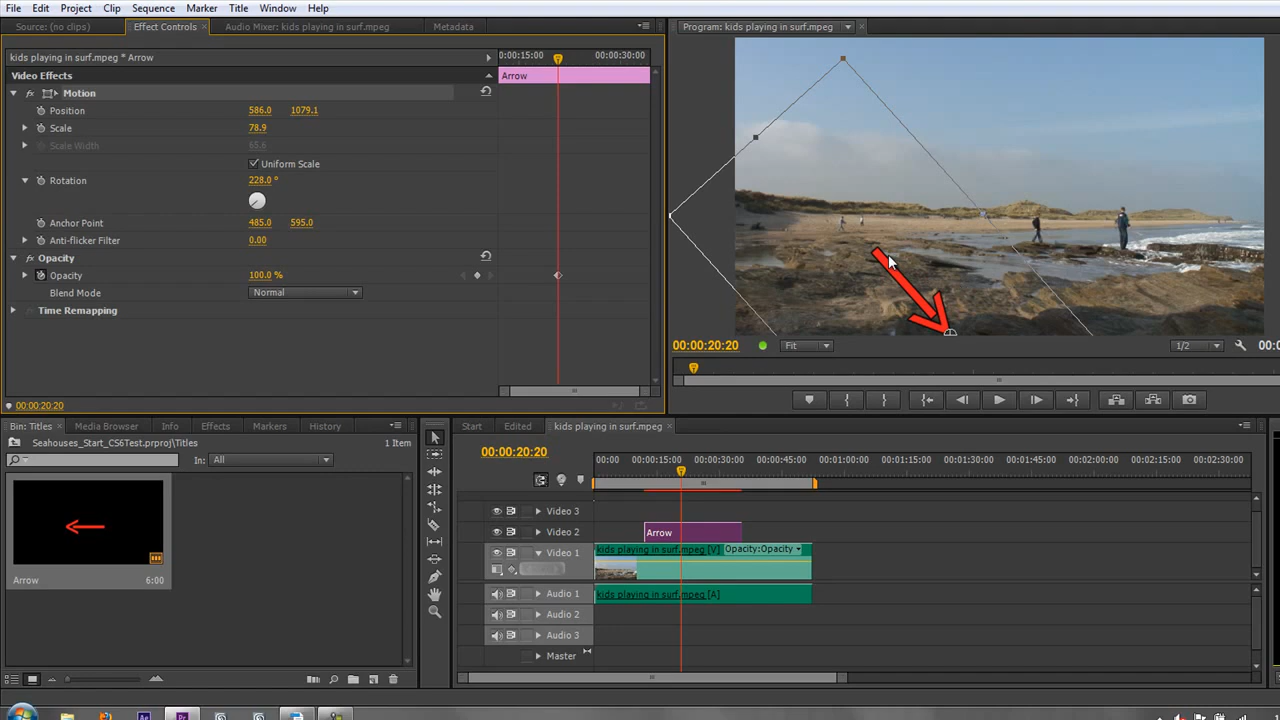 File Edit Project Clip Sequence Marker Title Window Help
Source: (no clips) Effect Controls × Audio Mixer: kids playing in surf.mpeg Metadata
Program: kids playing in surf.mpeg
kids playing in surf.mpeg * Arrow
0:00:15:00 00:00:30:00
Video Effects
Arrow
fx Motion
Position 586.0 1079.1
Scale 78.9
Scale Width 65.6
Uniform Scale
Rotation 228.0 °
Anchor Point 485.0 595.0
Anti-flicker Filter 0.00
fx Opacity
Opacity 100.0 %
Blend Mode Normal
Time Remapping
00:00:20:20
00:00:20:20 Fit 1/2 00:0
Bin: Titles × Media Browser Info Effects Markers History
Seahouses_Start_CS6Test.prproj\Titles 1 Item
In: All
Arrow 6:00
Start Edited kids playing in surf.mpeg ×
00:00:20:20
00:00 00:00:15:00 00:00:30:00 00:00:45:00 00:01:00:00 00:01:15:00 00:01:30:00 00:01:45:00 00:02:00:00 00:02:15:00 00:02:30:00
Video 3
Video 2 Arrow
Video 1 kids playing in surf.mpeg [V] Opacity:Opacity
Audio 1 kids playing in surf.mpeg [A]
Audio 2
Audio 3
Master
Ae Pr